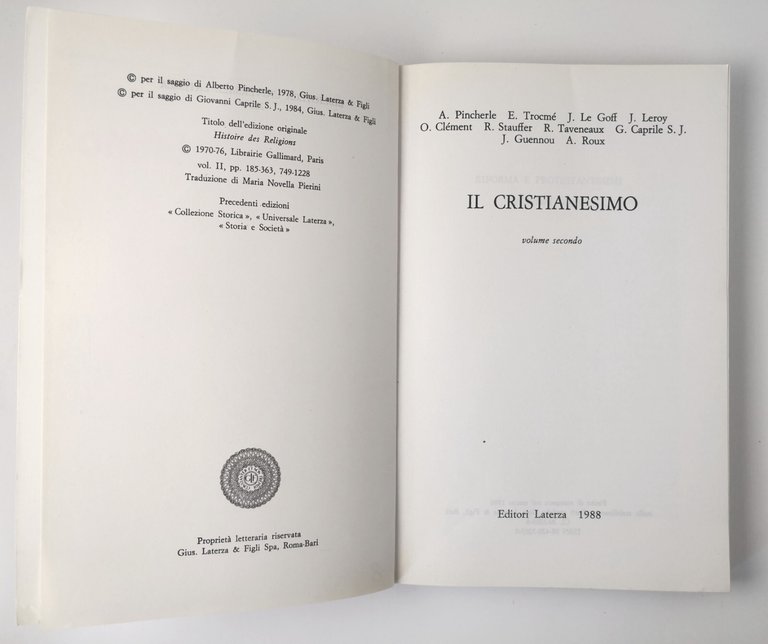 © per il saggio di Alberto Pincherle, 1978, Gius. Laterza & Figli
© per il saggio di Giovanni Caprile S. J., 1984, Gius. Laterza & Figli
Titolo dell'edizione originale
Histoire des Religions
© 1970-76, Librairie Gallimard, Paris
vol. II, pp. 185-363, 749-1228
Traduzione di Maria Novella Pierini
Precedenti edizioni
« Collezione Storica », « Universale Laterza »,
« Storia e Società »
Proprietà letteraria riservata
Gius. Laterza & Figli Spa, Roma-Bari
A. Pincherle E. Trocmé J. Le Goff J. Leroy
O. Clément R. Stauffer R. Taveneaux G. Caprile S. J.
J. Guennou A. Roux
IL CRISTIANESIMO
volume secondo
Editori Laterza 1988